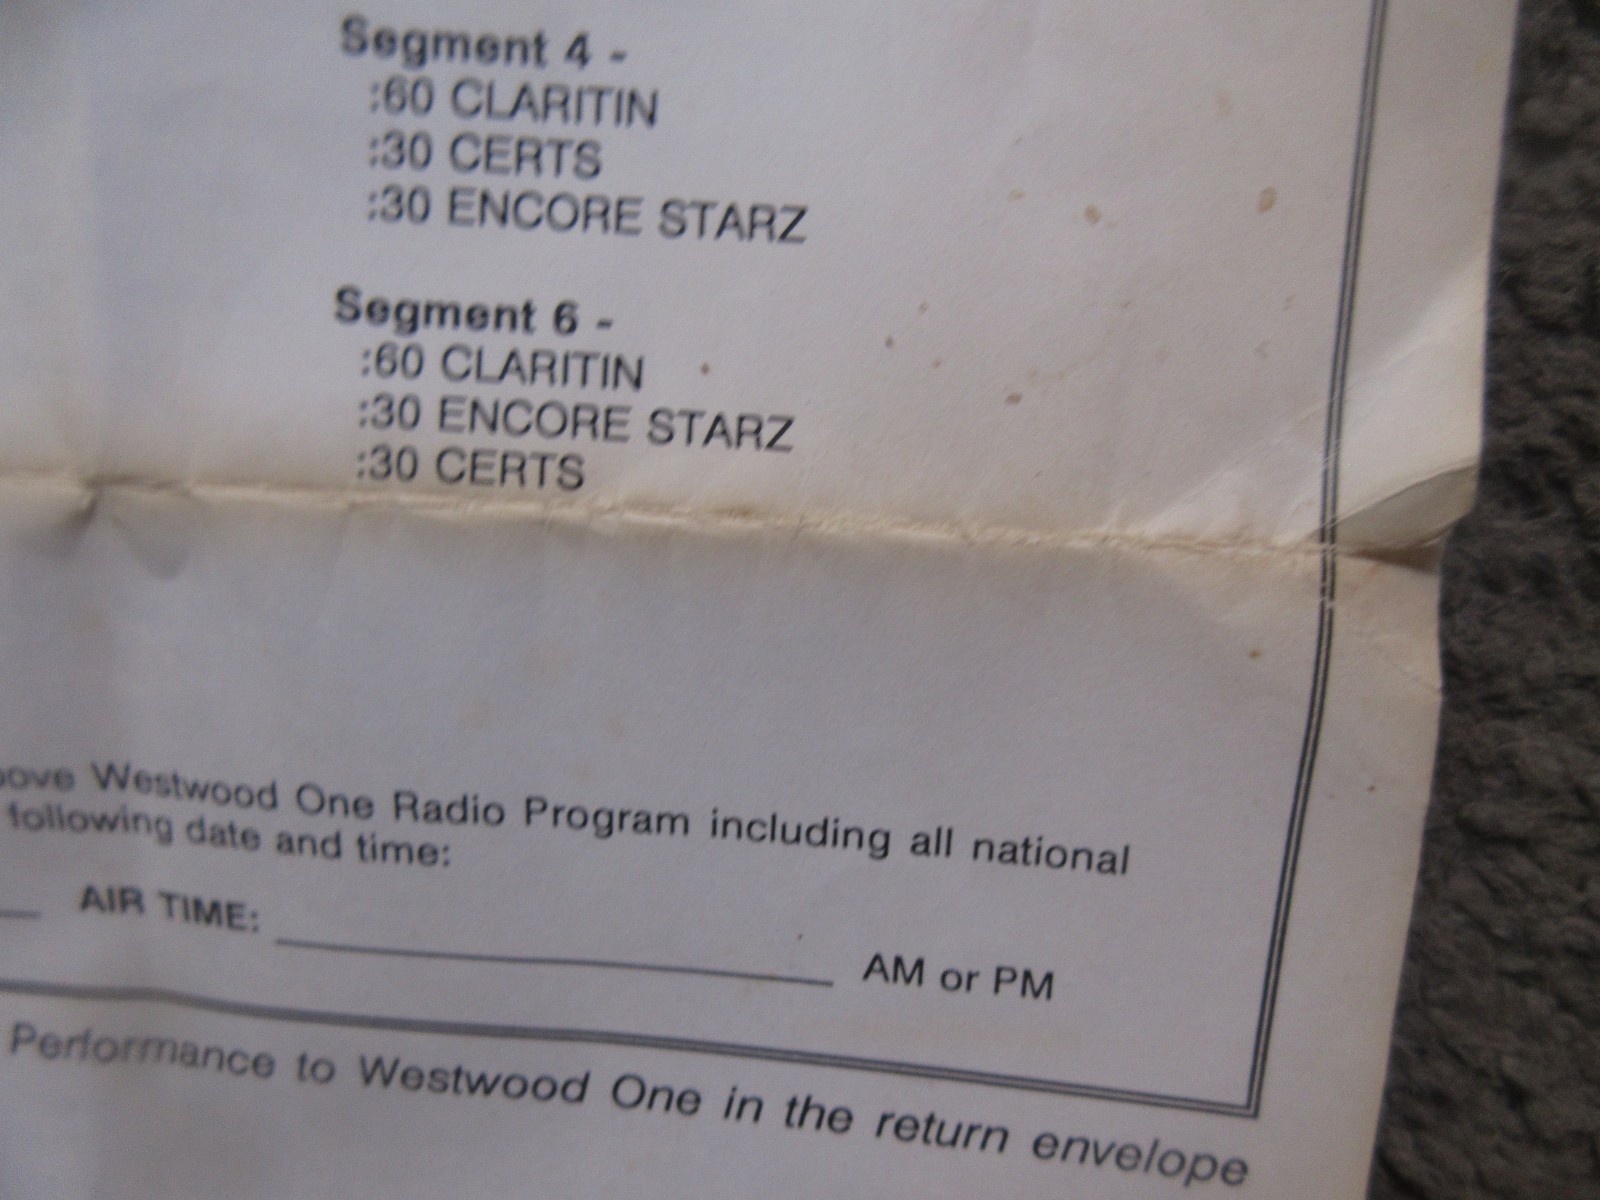 Segment 4 -
:60 CLARITIN
:30 CERTS
:30 ENCORE STARZ
Segment 6 -
:60 CLARITIN
:30 ENCORE STARZ
:30 CERTS
Westwood One Radio Program including all national
following date and time:
AIR TIME: AM or PM
Performance to Westwood One in the return envelope